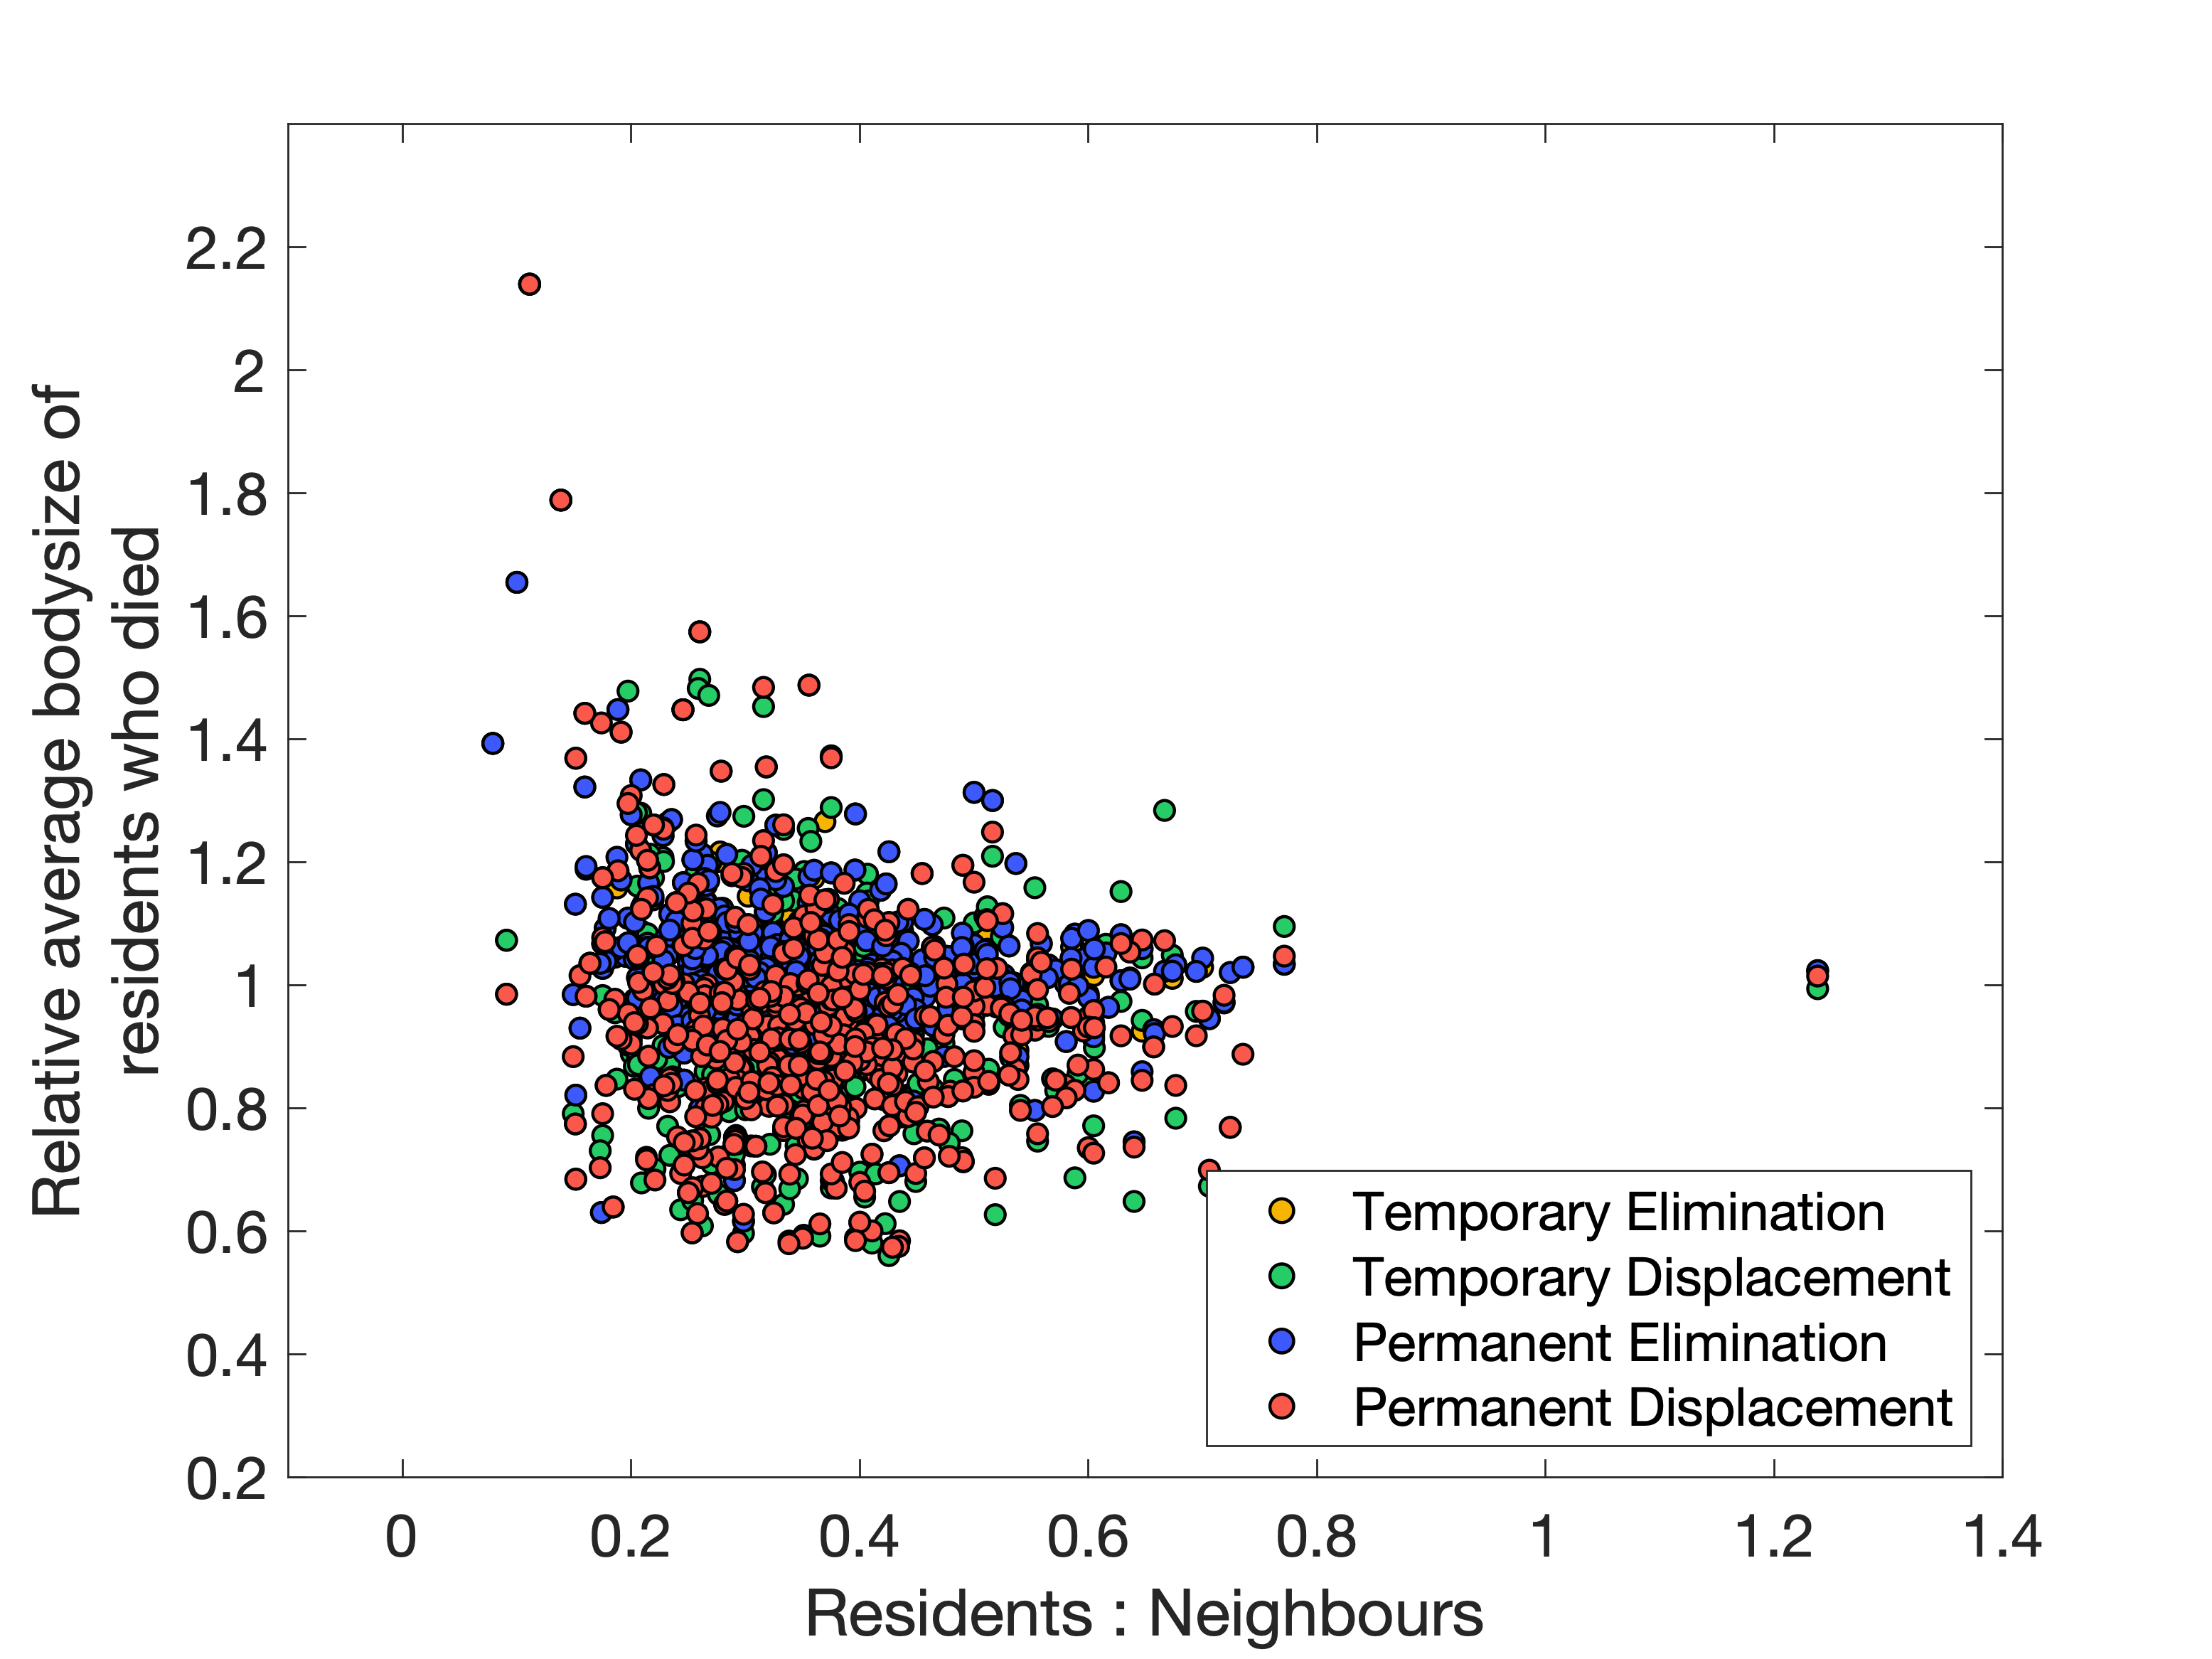 Relative average bodysize of
residents who died
2.2
2
1.8
1.6
1.4
1.2
1
0.8
0.6
0.4
0.2
Temporary Elimination
Temporary Displacement
Permanent Elimination
Permanent Displacement
0 0.2 0.4 0.6 0.8 1 1.2 1.4
Residents : Neighbours